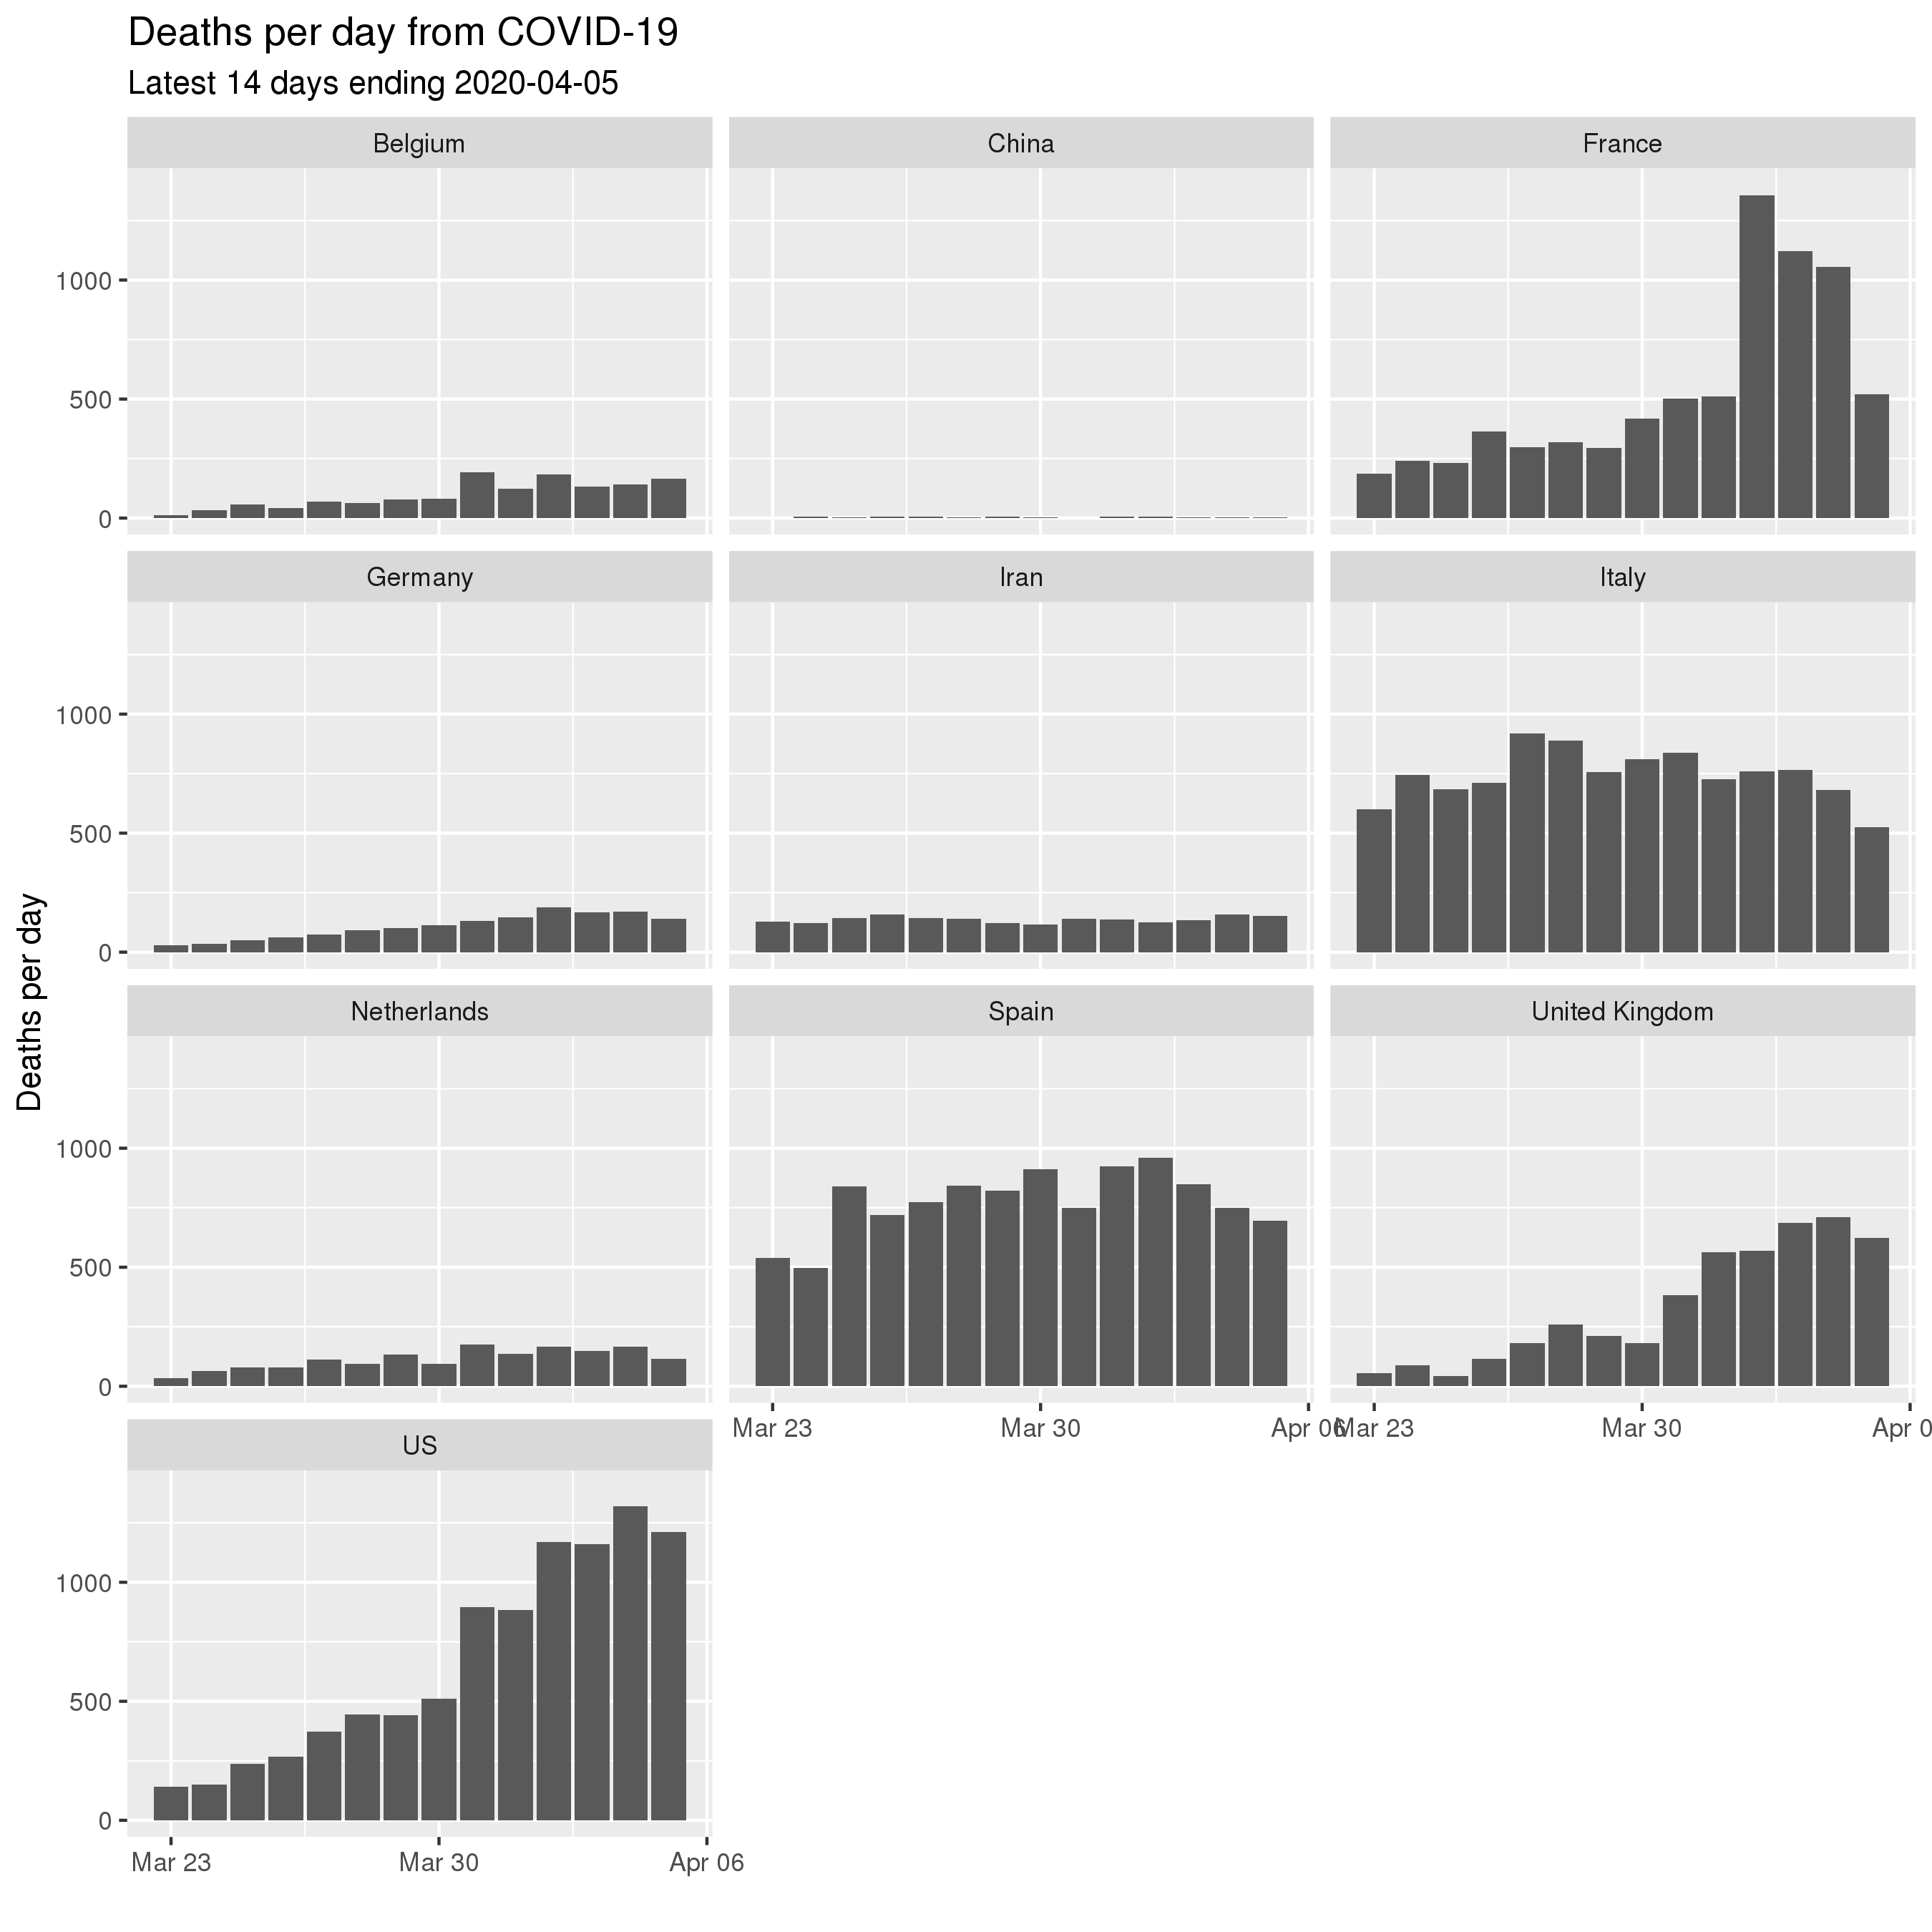 Deaths per day from COVID-19
Latest 14 days ending 2020-04-05
Belgium
China
France
1000
500
0
Germany
Iran
Italy
1000
500
0
Deaths per day
Netherlands
Spain
United Kingdom
1000
500
0
Mar 23
Mar 30
Apr 06
Mar 23
Mar 30
Apr 0
US
1000
500
0
Mar 23
Mar 30
Apr 06